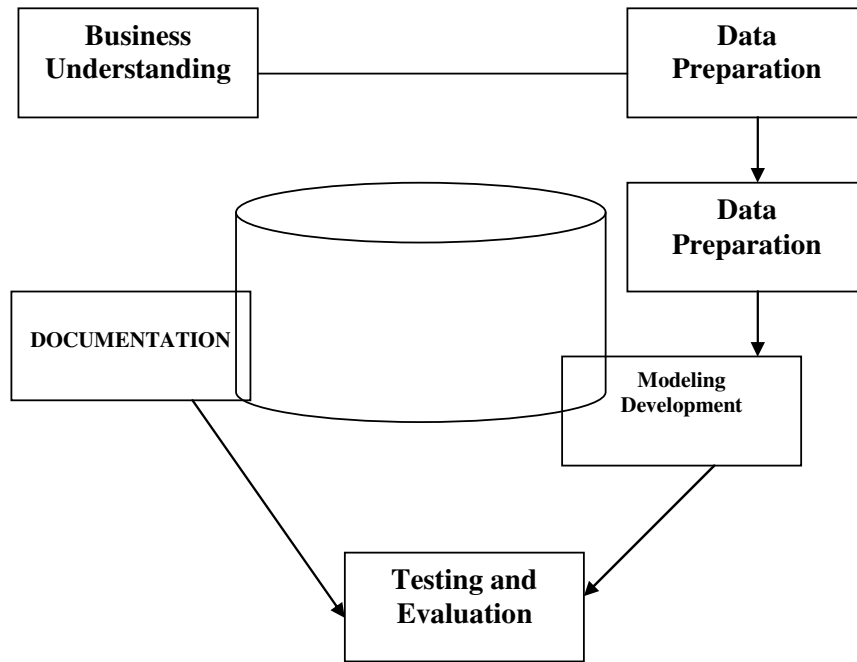 Business
Understanding
Data
Preparation
Data
Preparation
DOCUMENTATION
Modeling
Development
Testing and
Evaluation